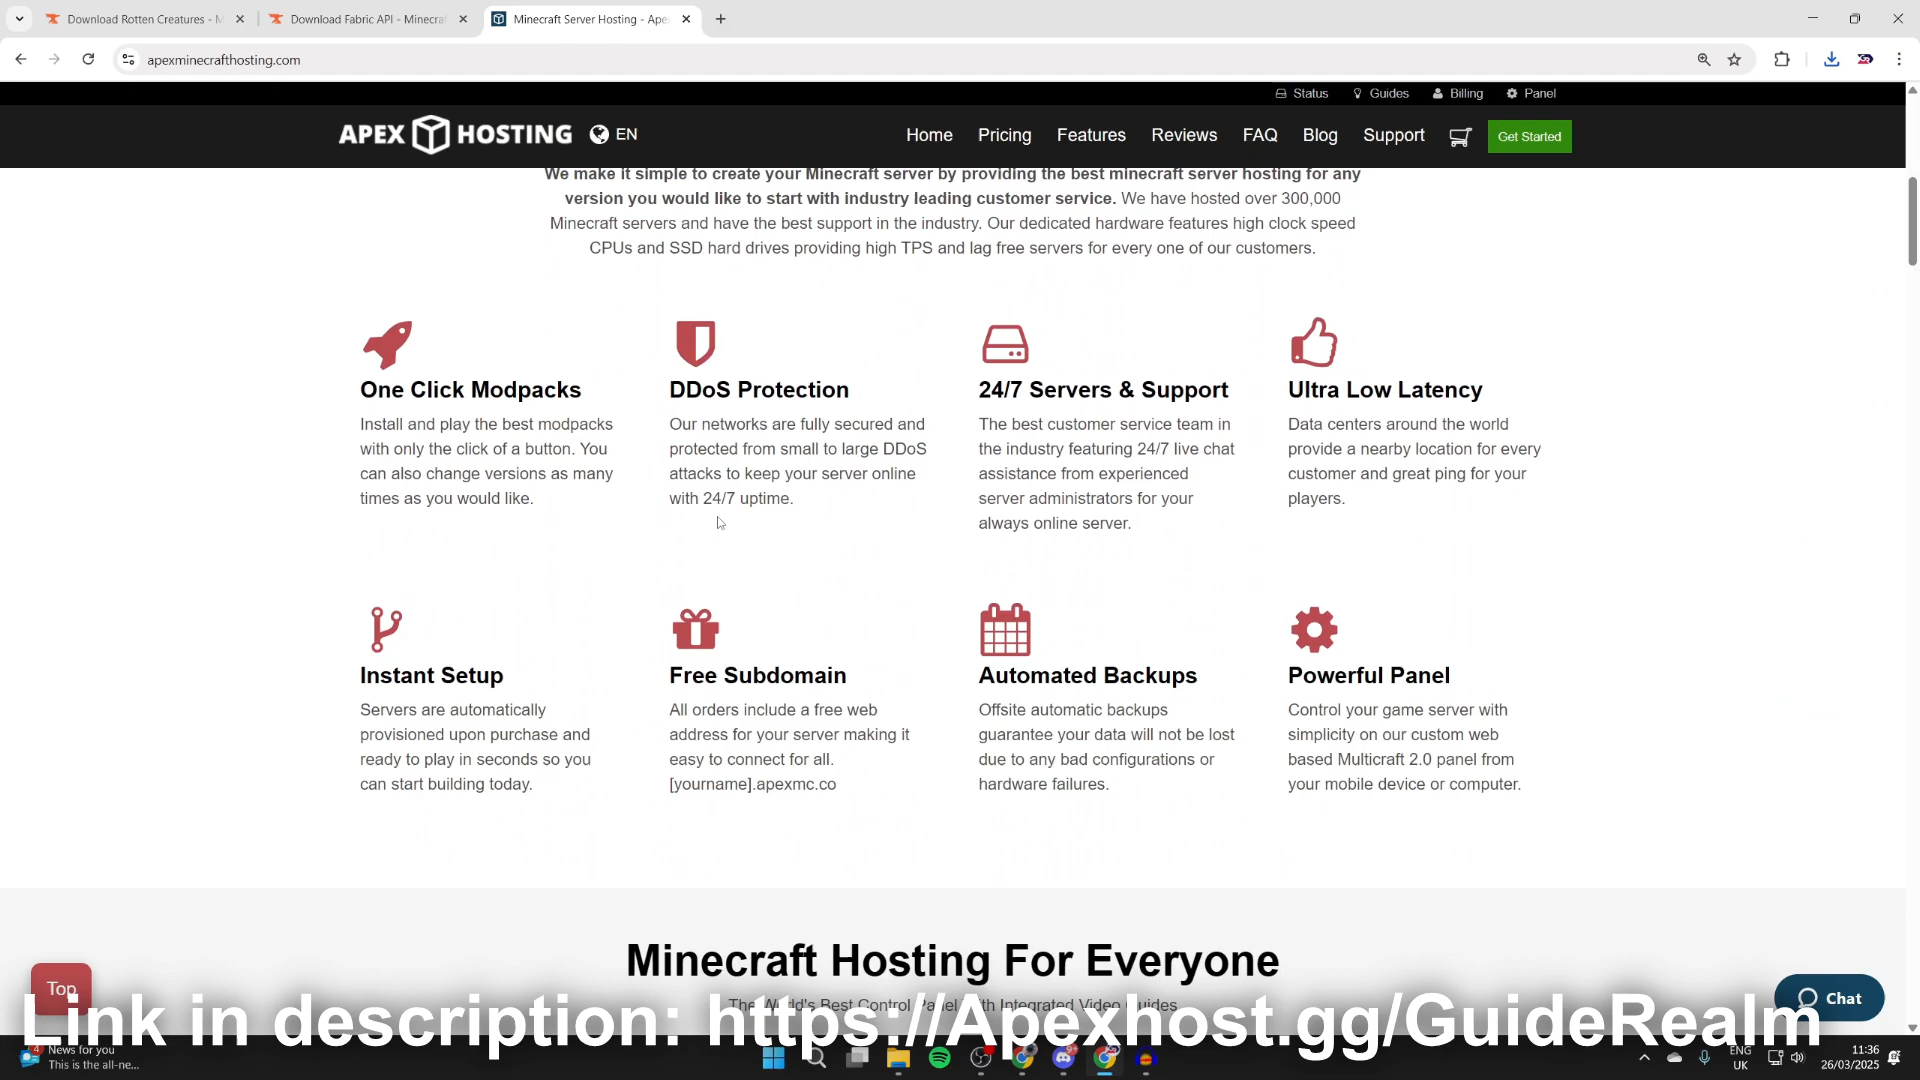 Download Rotten Creatures - M
Download Fabric API - Minecra
Minecraft Server Hosting - Ape
apexminecrafthosting.com
Status
Guides
Billing
Panel
APEX HOSTING
EN
Home
Pricing
Features
Reviews
FAQ
Blog
Support
Get Started
We make it simple to create your Minecraft server by providing the best minecraft server hosting for any
version you would like to start with industry leading customer service. We have hosted over 300,000
Minecraft servers and have the best support in the industry. Our dedicated hardware features high clock speed
CPUs and SSD hard drives providing high TPS and lag free servers for every one of our customers.
One Click Modpacks
Install and play the best modpacks
with only the click of a button. You
can also change versions as many
times as you would like.
DDoS Protection
Our networks are fully secured and
protected from small to large DDoS
attacks to keep your server online
with 24/7 uptime.
24/7 Servers & Support
The best customer service team in
the industry featuring 24/7 live chat
assistance from experienced
server administrators for your
always online server.
Ultra Low Latency
Data centers around the world
provide a nearby location for every
customer and great ping for your
players.
Instant Setup
Servers are automatically
provisioned upon purchase and
ready to play in seconds so you
can start building today.
Free Subdomain
All orders include a free web
address for your server making it
easy to connect for all.
[yourname].apexmc.co
Automated Backups
Offsite automatic backups
guarantee your data will not be lost
due to any bad configurations or
hardware failures.
Powerful Panel
Control your game server with
simplicity on our custom web
based Multicraft 2.0 panel from
your mobile device or computer.
Minecraft Hosting For Everyone
The World's Best Control Panel With Integrated Video Guides
Top
Chat
Link in description: https://Apexhost.gg/GuideRealm
4
News for you
This is the all-ne...
9+
ENG
UK
11:36
26/03/2025